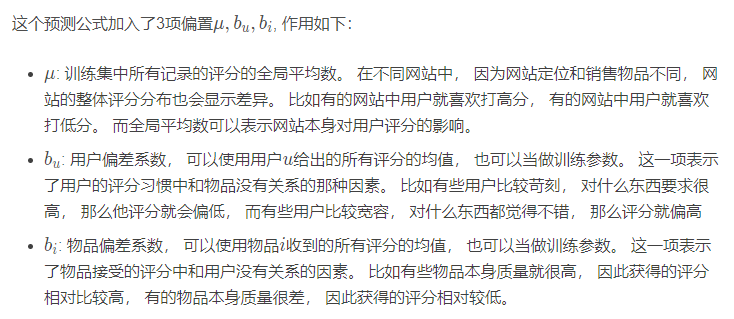 这个预测公式加入了3项偏置μ, b_u, b_i, 作用如下:
• μ: 训练集中所有记录的评分的全局平均数。 在不同网站中， 因为网站定位和销售物品不同， 网
站的整体评分分布也会显示差异。 比如有的网站中用户就喜欢打高分， 有的网站中用户就喜欢
打低分。 而全局平均数可以表示网站本身对用户评分的影响。
• b_u: 用户偏差系数， 可以使用用户u给出的所有评分的均值， 也可以当做训练参数。 这一项表示
了用户的评分习惯中和物品没有关系的那种因素。 比如有些用户比较苛刻， 对什么东西要求很
高， 那么他评分就会偏低， 而有些用户比较宽容， 对什么东西都觉得不错， 那么评分就偏高
• b_i: 物品偏差系数， 可以使用物品i收到的所有评分的均值， 也可以当做训练参数。 这一项表示
了物品接受的评分中和用户没有关系的因素。 比如有些物品本身质量就很高， 因此获得的评分
相对比较高， 有的物品本身质量很差， 因此获得的评分相对较低。